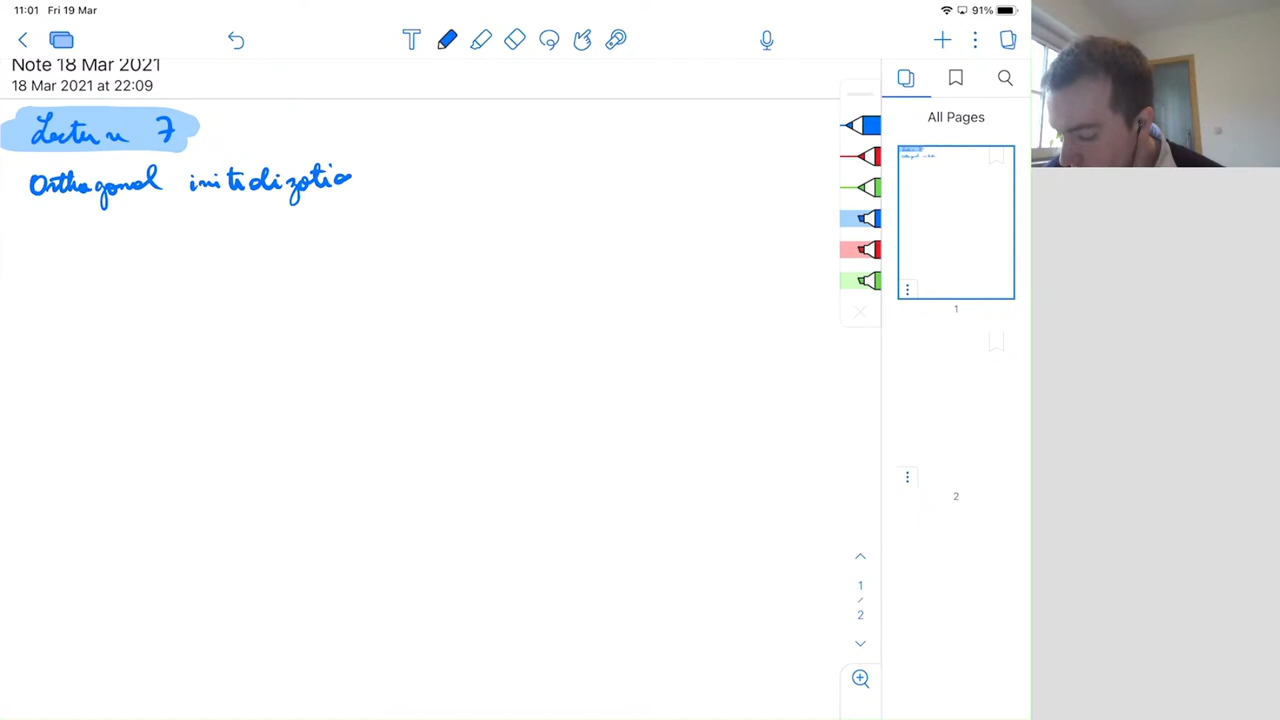 11:01 Fri 19 Mar
91%
Note 18 Mar 2021
18 Mar 2021 at 22:09
Lecture 7
Orthogonal initializatio
T
All Pages
1
2
1
/
2